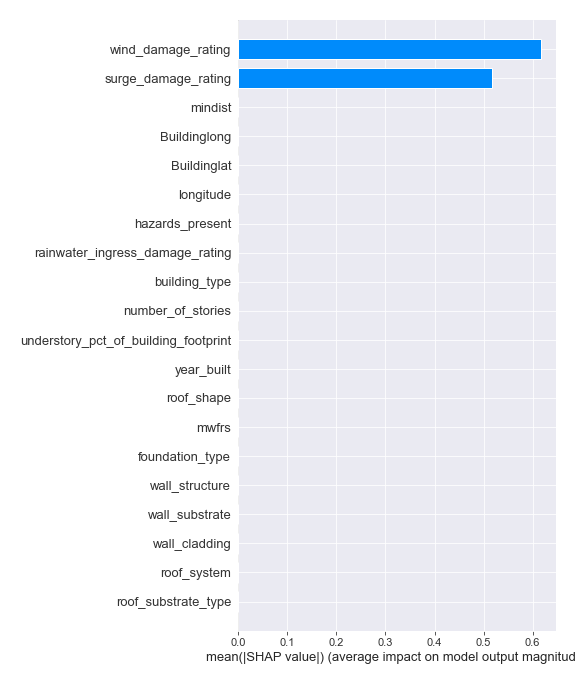 wind_damage_rating
surge_damage_rating
mindist
Buildinglong
Buildinglat
longitude
hazards_present
rainwater_ingress_damage_rating
building_type
number_of_stories
understory_pct_of_building_footprint
year_built
roof_shape
mwfrs
foundation_type
wall_structure
wall_substrate
wall_cladding
roof_system
roof_substrate_type
0.0 0.1 0.2 0.3 0.4 0.5 0.6
mean(|SHAP value|) (average impact on model output magnitud